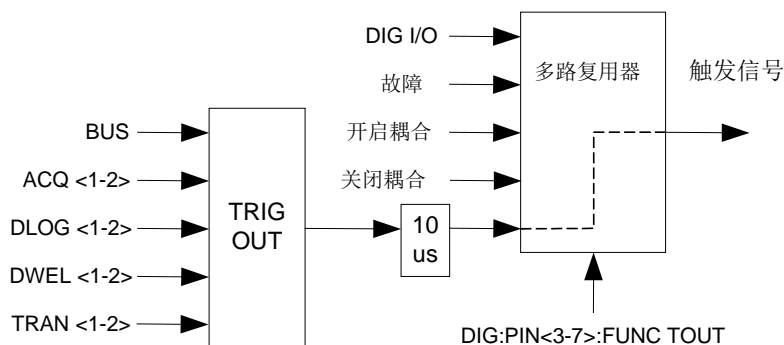 DIG I/O
故障
开启耦合
关闭耦合
多路复用器
触发信号
BUS
ACQ <1-2>
DLOG <1-2>
DWEL <1-2>
TRAN <1-2>
TRIG
OUT
10
us
DIG:PIN<3-7>:FUNC TOUT